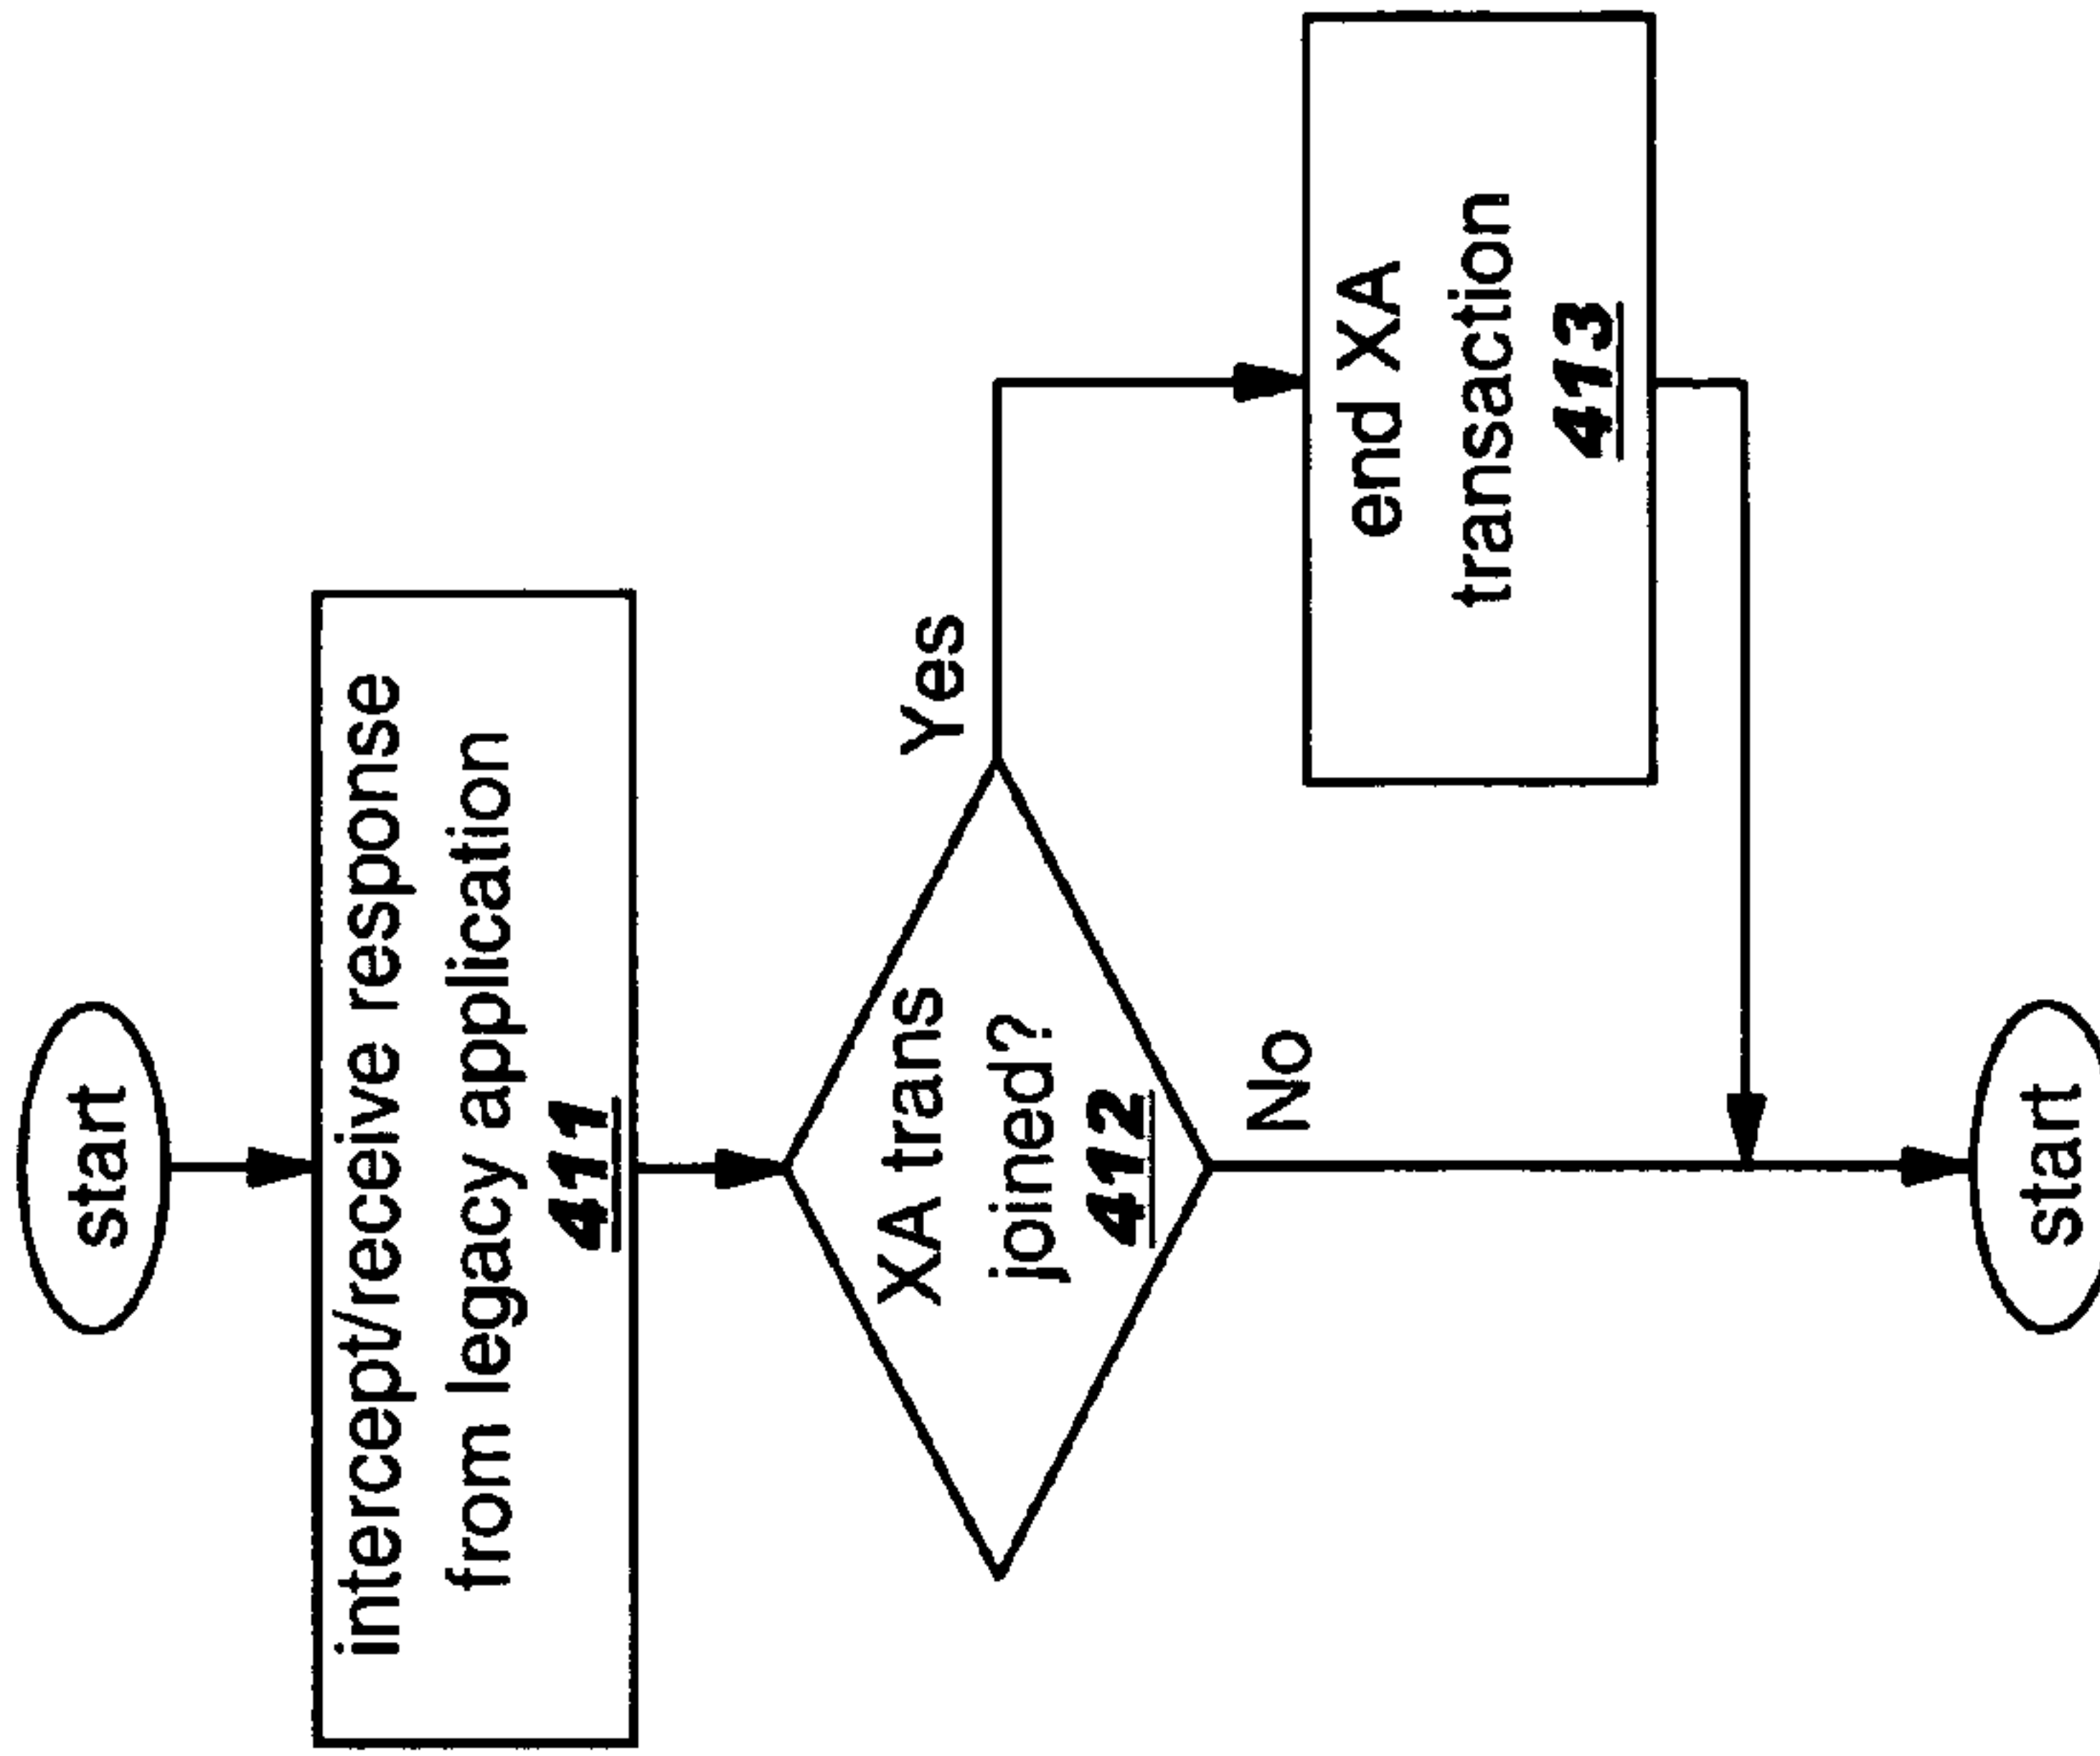 start
intercept/receive response
from legacy application
411
XA trans
joined?
412
Yes
No
end XA
transaction
413
start